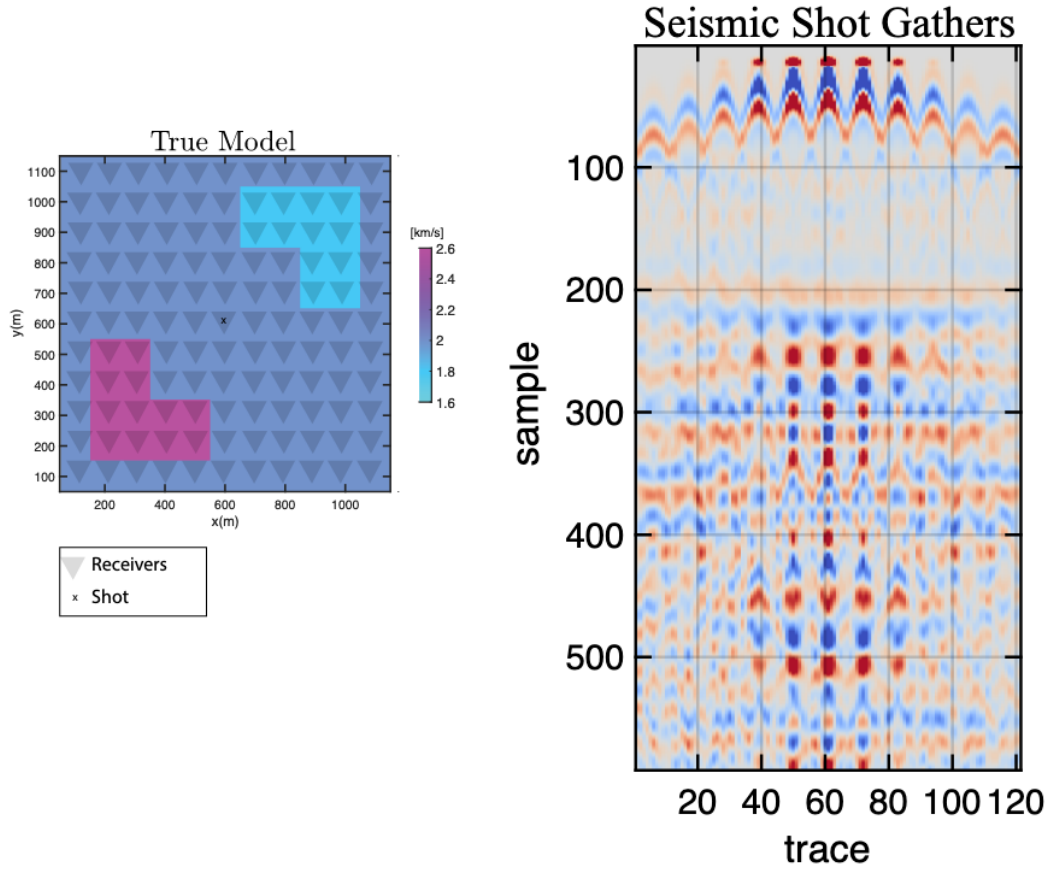 True Model
1100
1000
900
800
700
600
500
400
300
200
100
y(m)
200 400 600 800 1000
x(m)
[km/s]
2.6
2.4
2.2
2
1.8
1.6
x
Receivers
x Shot
Seismic Shot Gathers
100
200
300
400
500
sample
20 40 60 80 100 120
trace